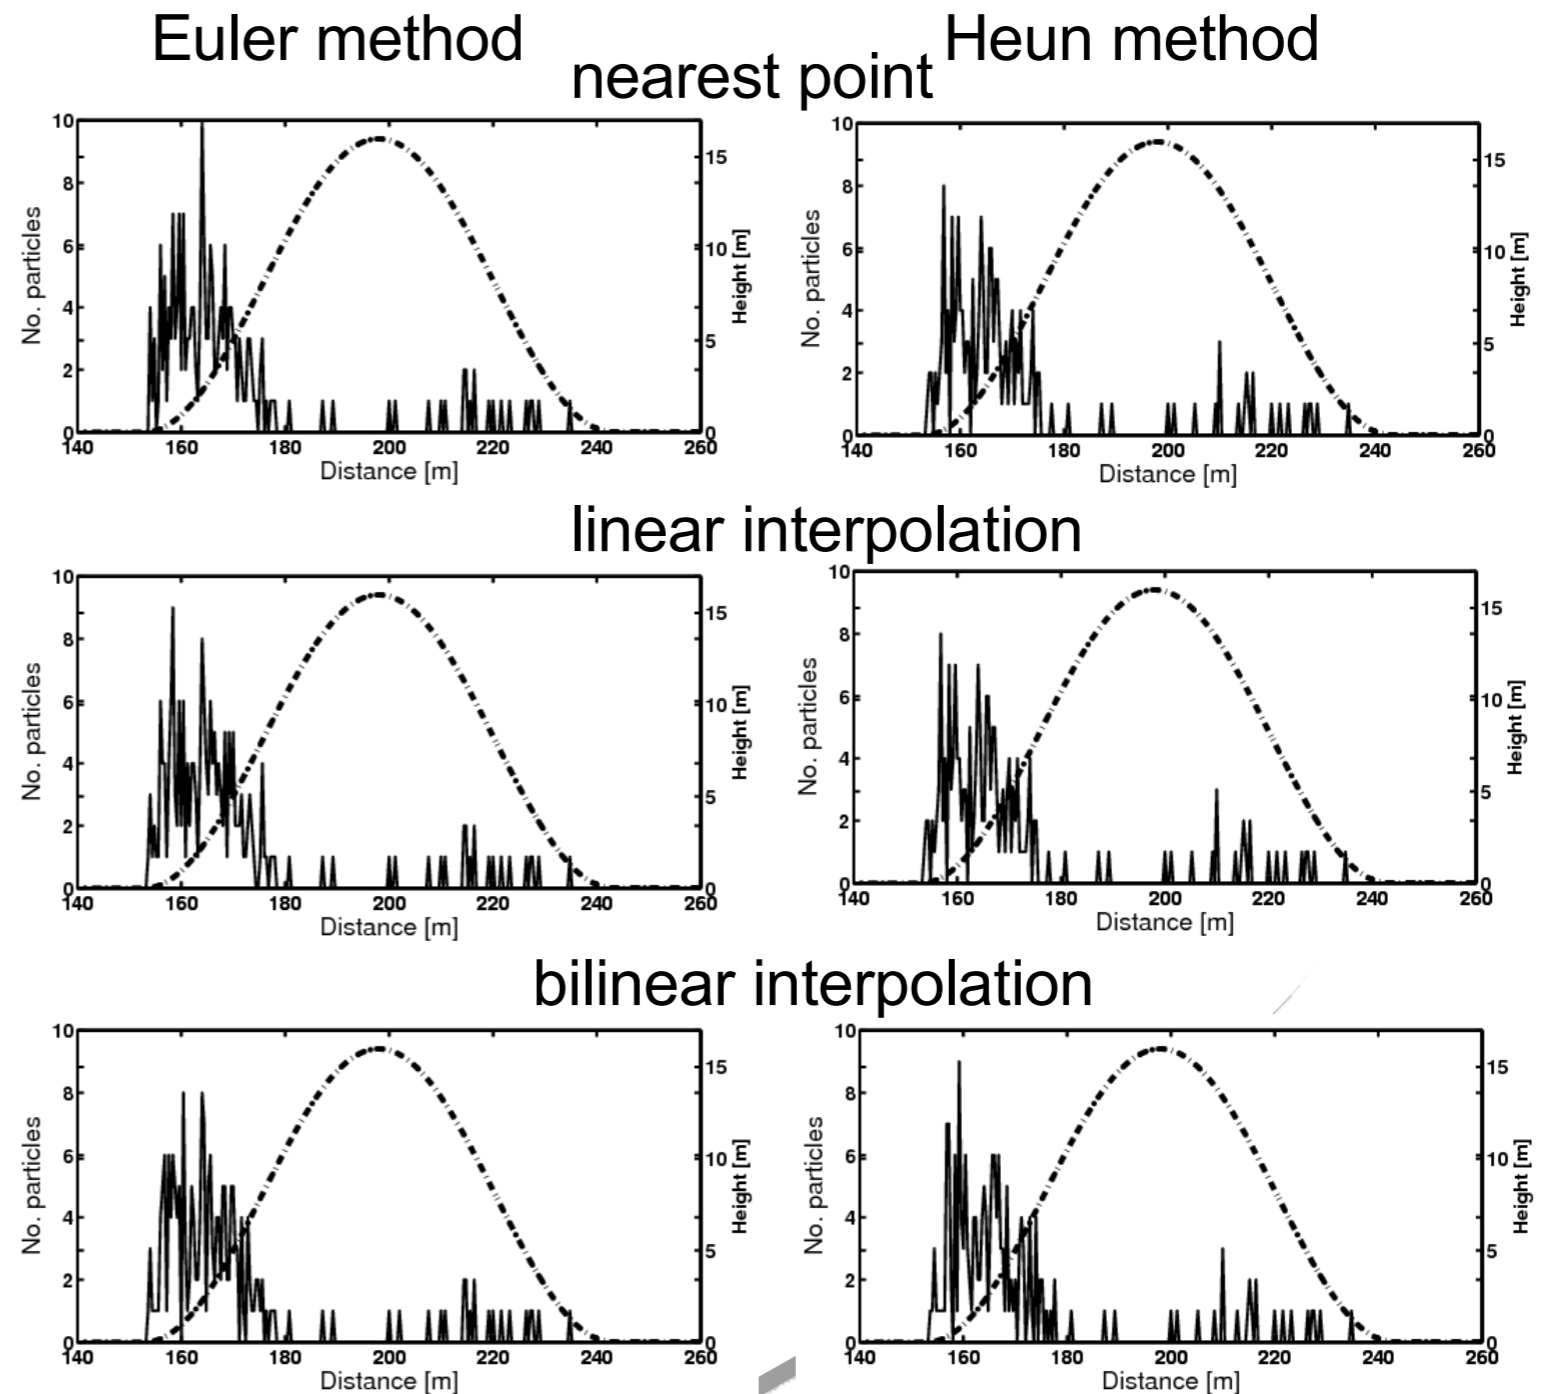 Euler method
Heun method
nearest point
10
8
6
4
2
0
No. particles
15
10
5
0
Height [m]
140 160 180 200 220 240 260
Distance [m]
10
8
6
4
2
0
No. particles
15
10
5
0
Height [m]
140 160 180 200 220 240 260
Distance [m]
linear interpolation
10
8
6
4
2
0
No. particles
15
10
5
0
Height [m]
140 160 180 200 220 240 260
Distance [m]
10
8
6
4
2
0
No. particles
15
10
5
0
Height [m]
140 160 180 200 220 240 260
Distance [m]
bilinear interpolation
10
8
6
4
2
0
No. particles
15
10
5
0
Height [m]
140 160 180 200 220 240 260
Distance [m]
10
8
6
4
2
0
No. particles
15
10
5
0
Height [m]
140 160 180 200 220 240 260
Distance [m]